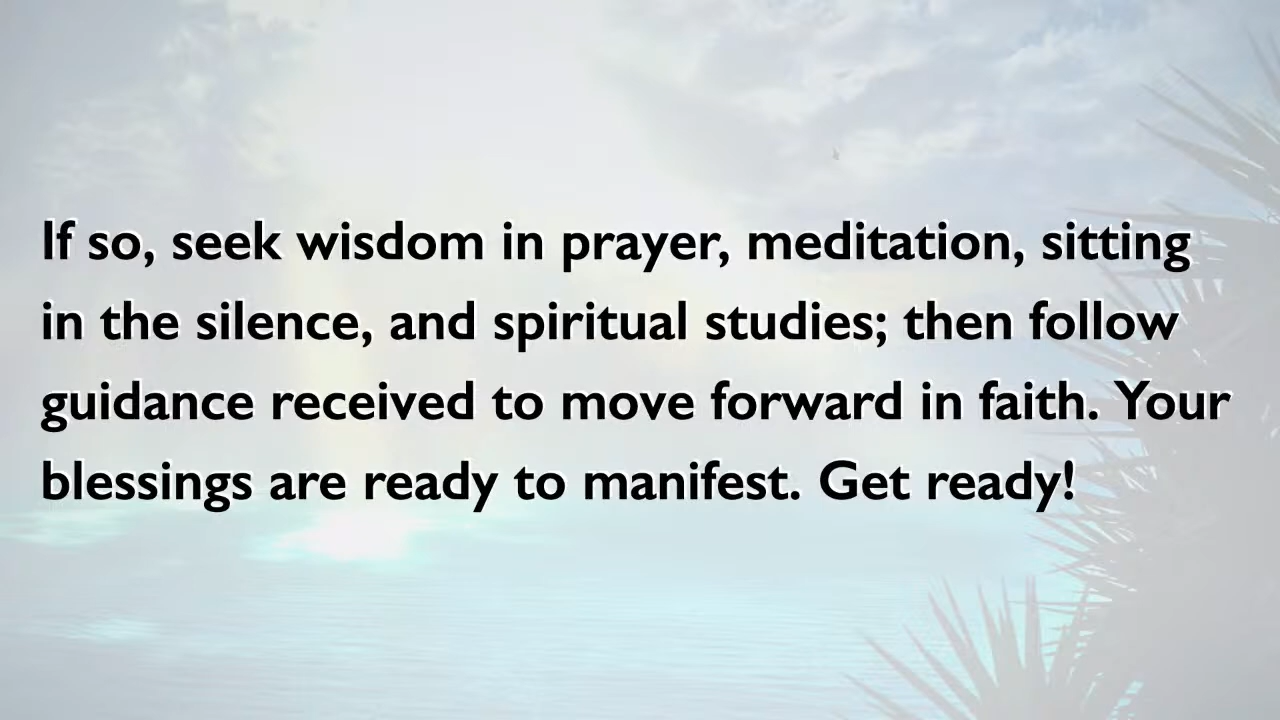 If so, seek wisdom in prayer, meditation, sitting
in the silence, and spiritual studies; then follow
guidance received to move forward in faith. Your
blessings are ready to manifest. Get ready!